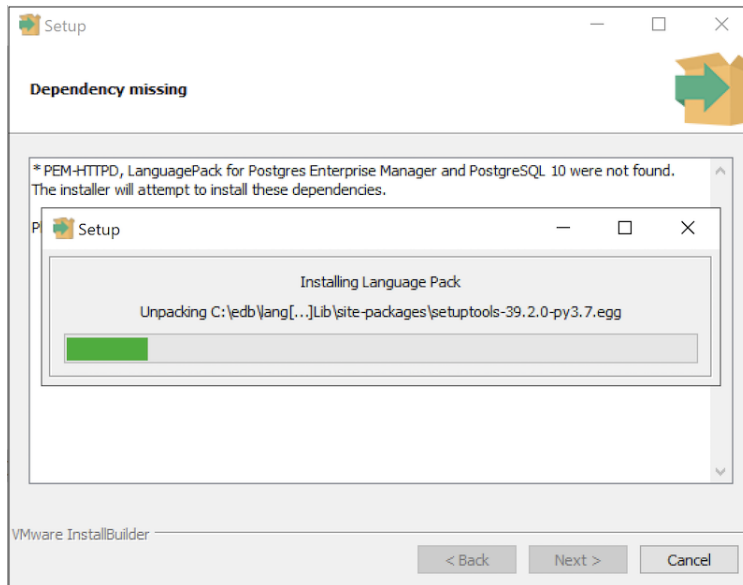 Setup
Dependency missing
* PEM-HTTPD, LanguagePack for Postgres Enterprise Manager and PostgreSQL 10 were not found.
The installer will attempt to install these dependencies.
Setup
Installing Language Pack
Unpacking C:\edb\lang[...]Lib\site-packages\setuptools-39.2.0-py3.7.egg
VMware InstallBuilder
< Back
Next >
Cancel